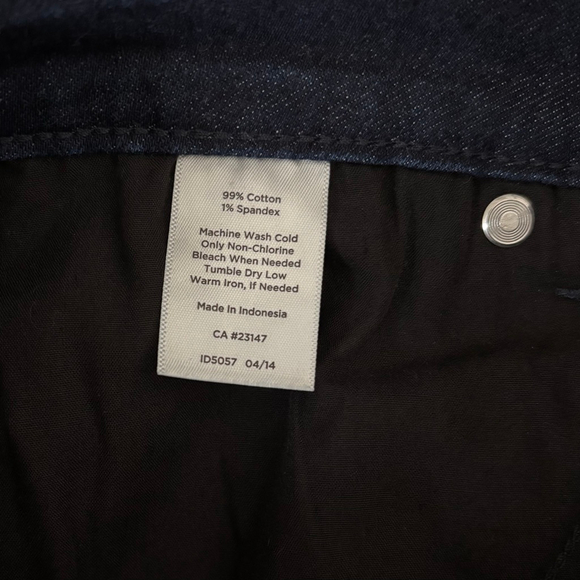 99% Cotton
1% Spandex
Machine Wash Cold
Only Non-Chlorine
Bleach When Needed
Tumble Dry Low
Warm Iron, If Needed
Made In Indonesia
CA #23147
ID5057 04/14